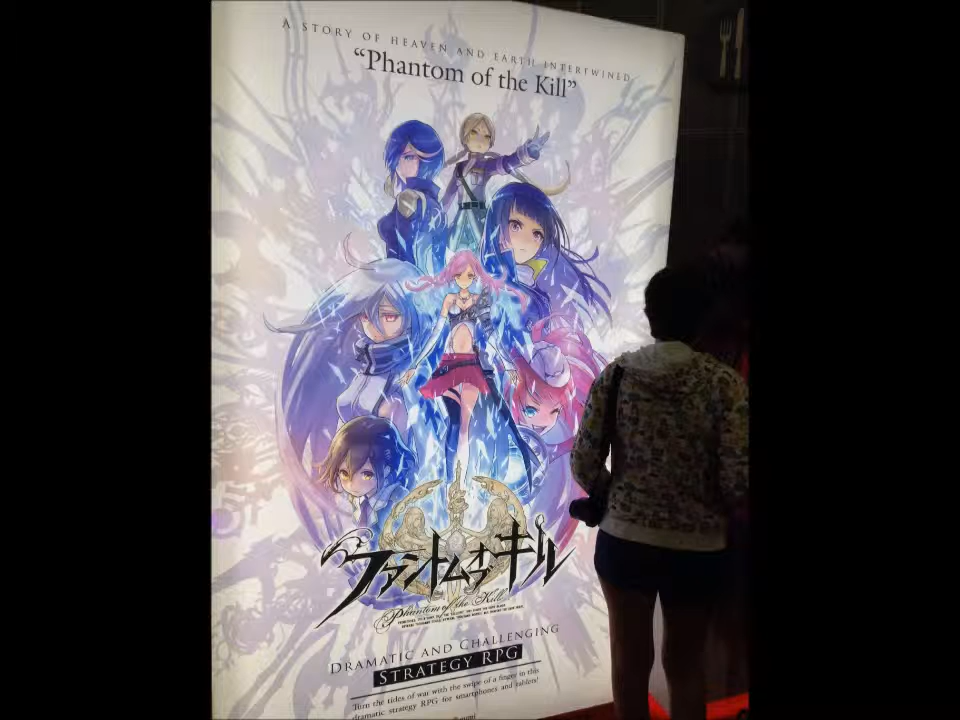 A STORY OF HEAVEN AND EARTH INTERTWINED
“Phantom of the Kill”
ファントムオブキル
Phantom of the Kill
DRAMATIC AND CHALLENGING
STRATEGY RPG
Turn the tides of war with the swipe of a finger in this
dramatic strategy RPG for smartphones and tablets!